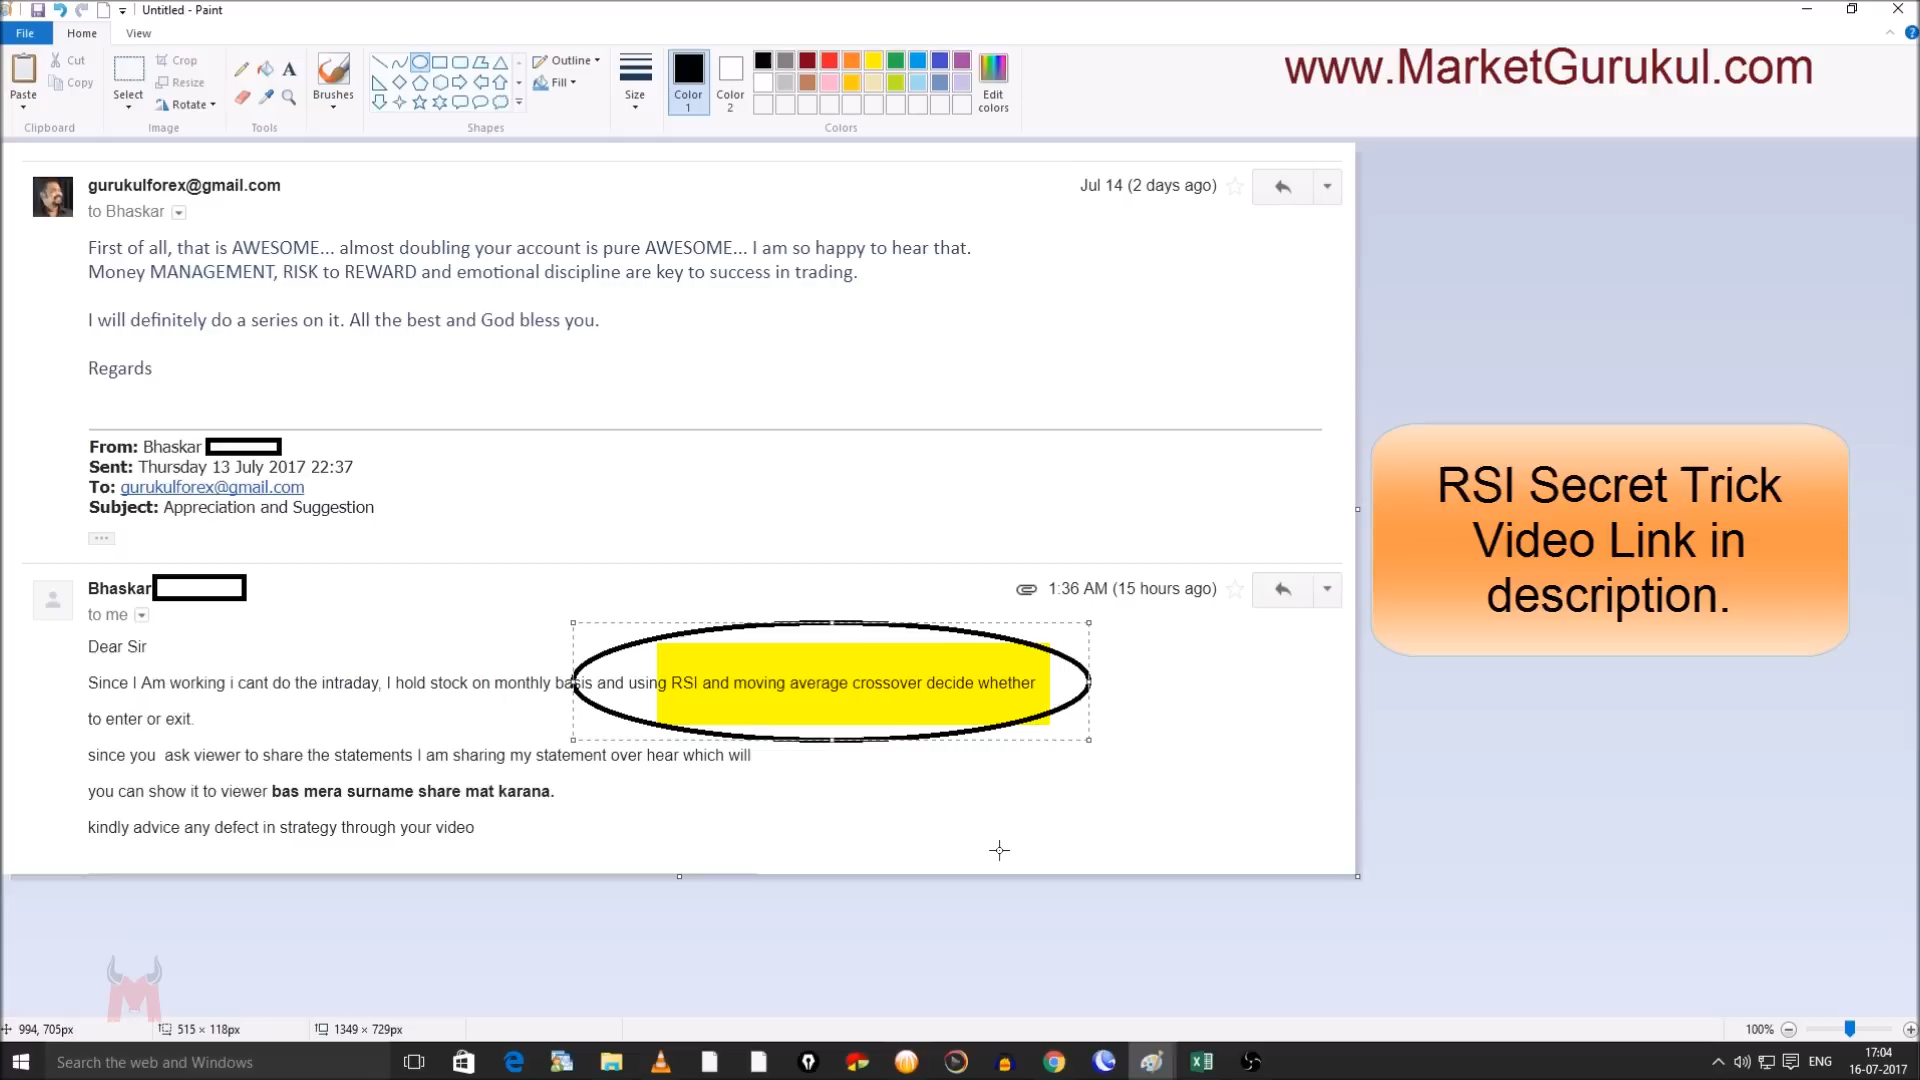 Untitled - Paint
File
Home
View
www.MarketGurukul.com
Paste
Cut
Copy
Clipboard
Select
Crop
Resize
Rotate
Image
Tools
Brushes
Shapes
Outline
Fill
Size
Color 1
Color 2
Edit colors
Colors
gurukulforex@gmail.com
Jul 14 (2 days ago)
to Bhaskar
First of all, that is AWESOME... almost doubling your account is pure AWESOME... I am so happy to hear that.
Money MANAGEMENT, RISK to REWARD and emotional discipline are key to success in trading.
I will definitely do a series on it. All the best and God bless you.
Regards
From: Bhaskar
Sent: Thursday 13 July 2017 22:37
To: gurukulforex@gmail.com
Subject: Appreciation and Suggestion
RSI Secret Trick
Video Link in
description.
Bhaskar
1:36 AM (15 hours ago)
to me
Dear Sir
Since I Am working i cant do the intraday, I hold stock on monthly basis and using RSI and moving average crossover decide whether
to enter or exit.
since you  ask viewer to share the statements I am sharing my statement over hear which will
you can show it to viewer bas mera surname share mat karana.
kindly advice any defect in strategy through your video
M
994, 705px
515 × 118px
1349 × 729px
100%
Search the web and Windows
ENG
17:04
16-07-2017